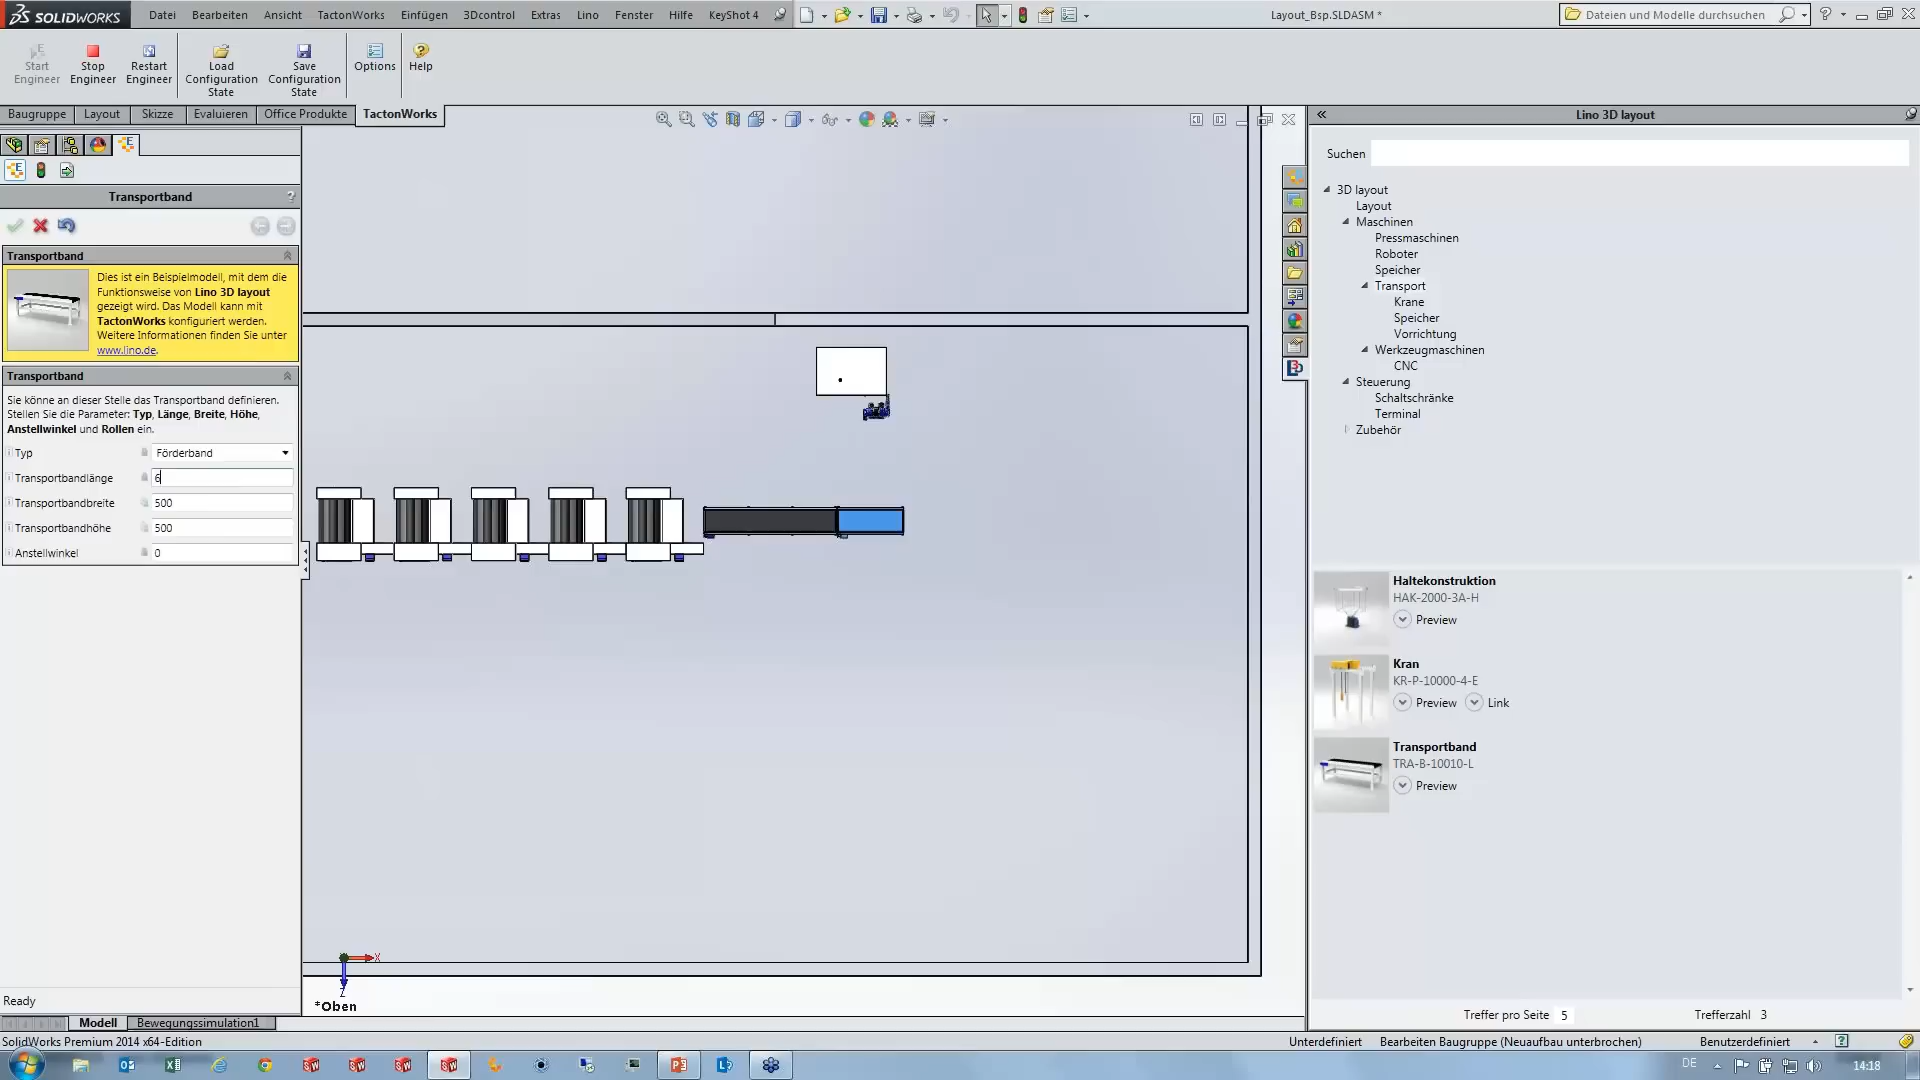 SOLIDWORKS
Datei Bearbeiten Ansicht TactonWorks Einfügen 3Dcontrol Extras Lino Fenster Hilfe KeyShot 4
Layout_Bsp.SLDASM *
Dateien und Modelle durchsuchen
Start Engineer
Stop Engineer
Restart Engineer
Load Configuration State
Save Configuration State
Options
Help
Baugruppe Layout Skizze Evaluieren Office Produkte TactonWorks
Transportband ?
Transportband
Dies ist ein Beispielmodell, mit dem die
Funktionsweise von Lino 3D layout
gezeigt wird. Das Modell kann mit
TactonWorks konfiguriert werden.
Weitere Informationen finden Sie unter
www.lino.de.
Transportband
Sie könne an dieser Stelle das Transportband definieren.
Stellen Sie die Parameter: Typ, Länge, Breite, Höhe,
Anstellwinkel und Rollen ein.
Typ Förderband
Transportbandlänge 6
Transportbandbreite 500
Transportbandhöhe 500
Anstellwinkel 0
Ready
X
Z
*Oben
Modell Bewegungssimulation1
Lino 3D layout
Suchen
3D layout
Layout
Maschinen
Pressmaschinen
Roboter
Speicher
Transport
Krane
Speicher
Vorrichtung
Werkzeugmaschinen
CNC
Steuerung
Schaltschränke
Terminal
Zubehör
Haltekonstruktion
HAK-2000-3A-H
Preview
Kran
KR-P-10000-4-E
Preview Link
Transportband
TRA-B-10010-L
Preview
Treffer pro Seite 5 Trefferzahl 3
SolidWorks Premium 2014 x64-Edition
Unterdefiniert Bearbeiten Baugruppe (Neuaufbau unterbrochen) Benutzerdefiniert
DE 14:18